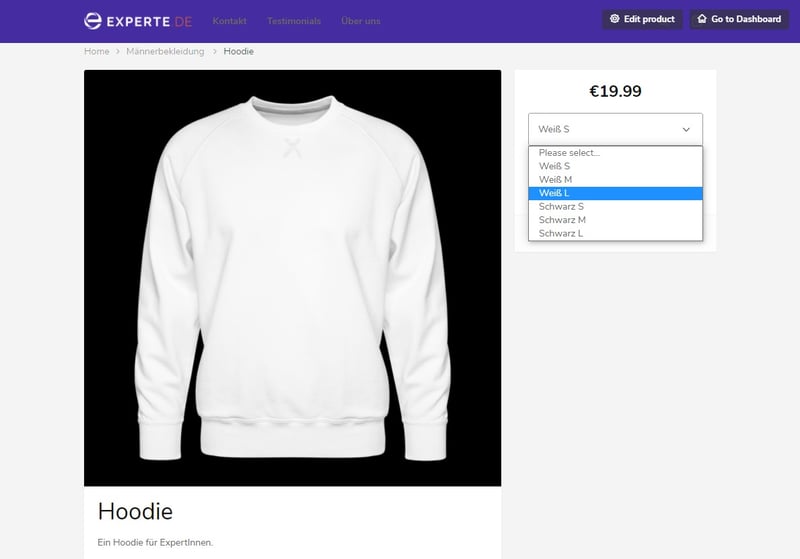 EXPERTE DE Kontakt Testimonials Über uns Edit product Go to Dashboard
Home > Männerbekleidung > Hoodie
€19.99
Weiß S
Please select...
Weiß S
Weiß M
Weiß L
Schwarz S
Schwarz M
Schwarz L
Hoodie
Ein Hoodie für ExpertInnen.